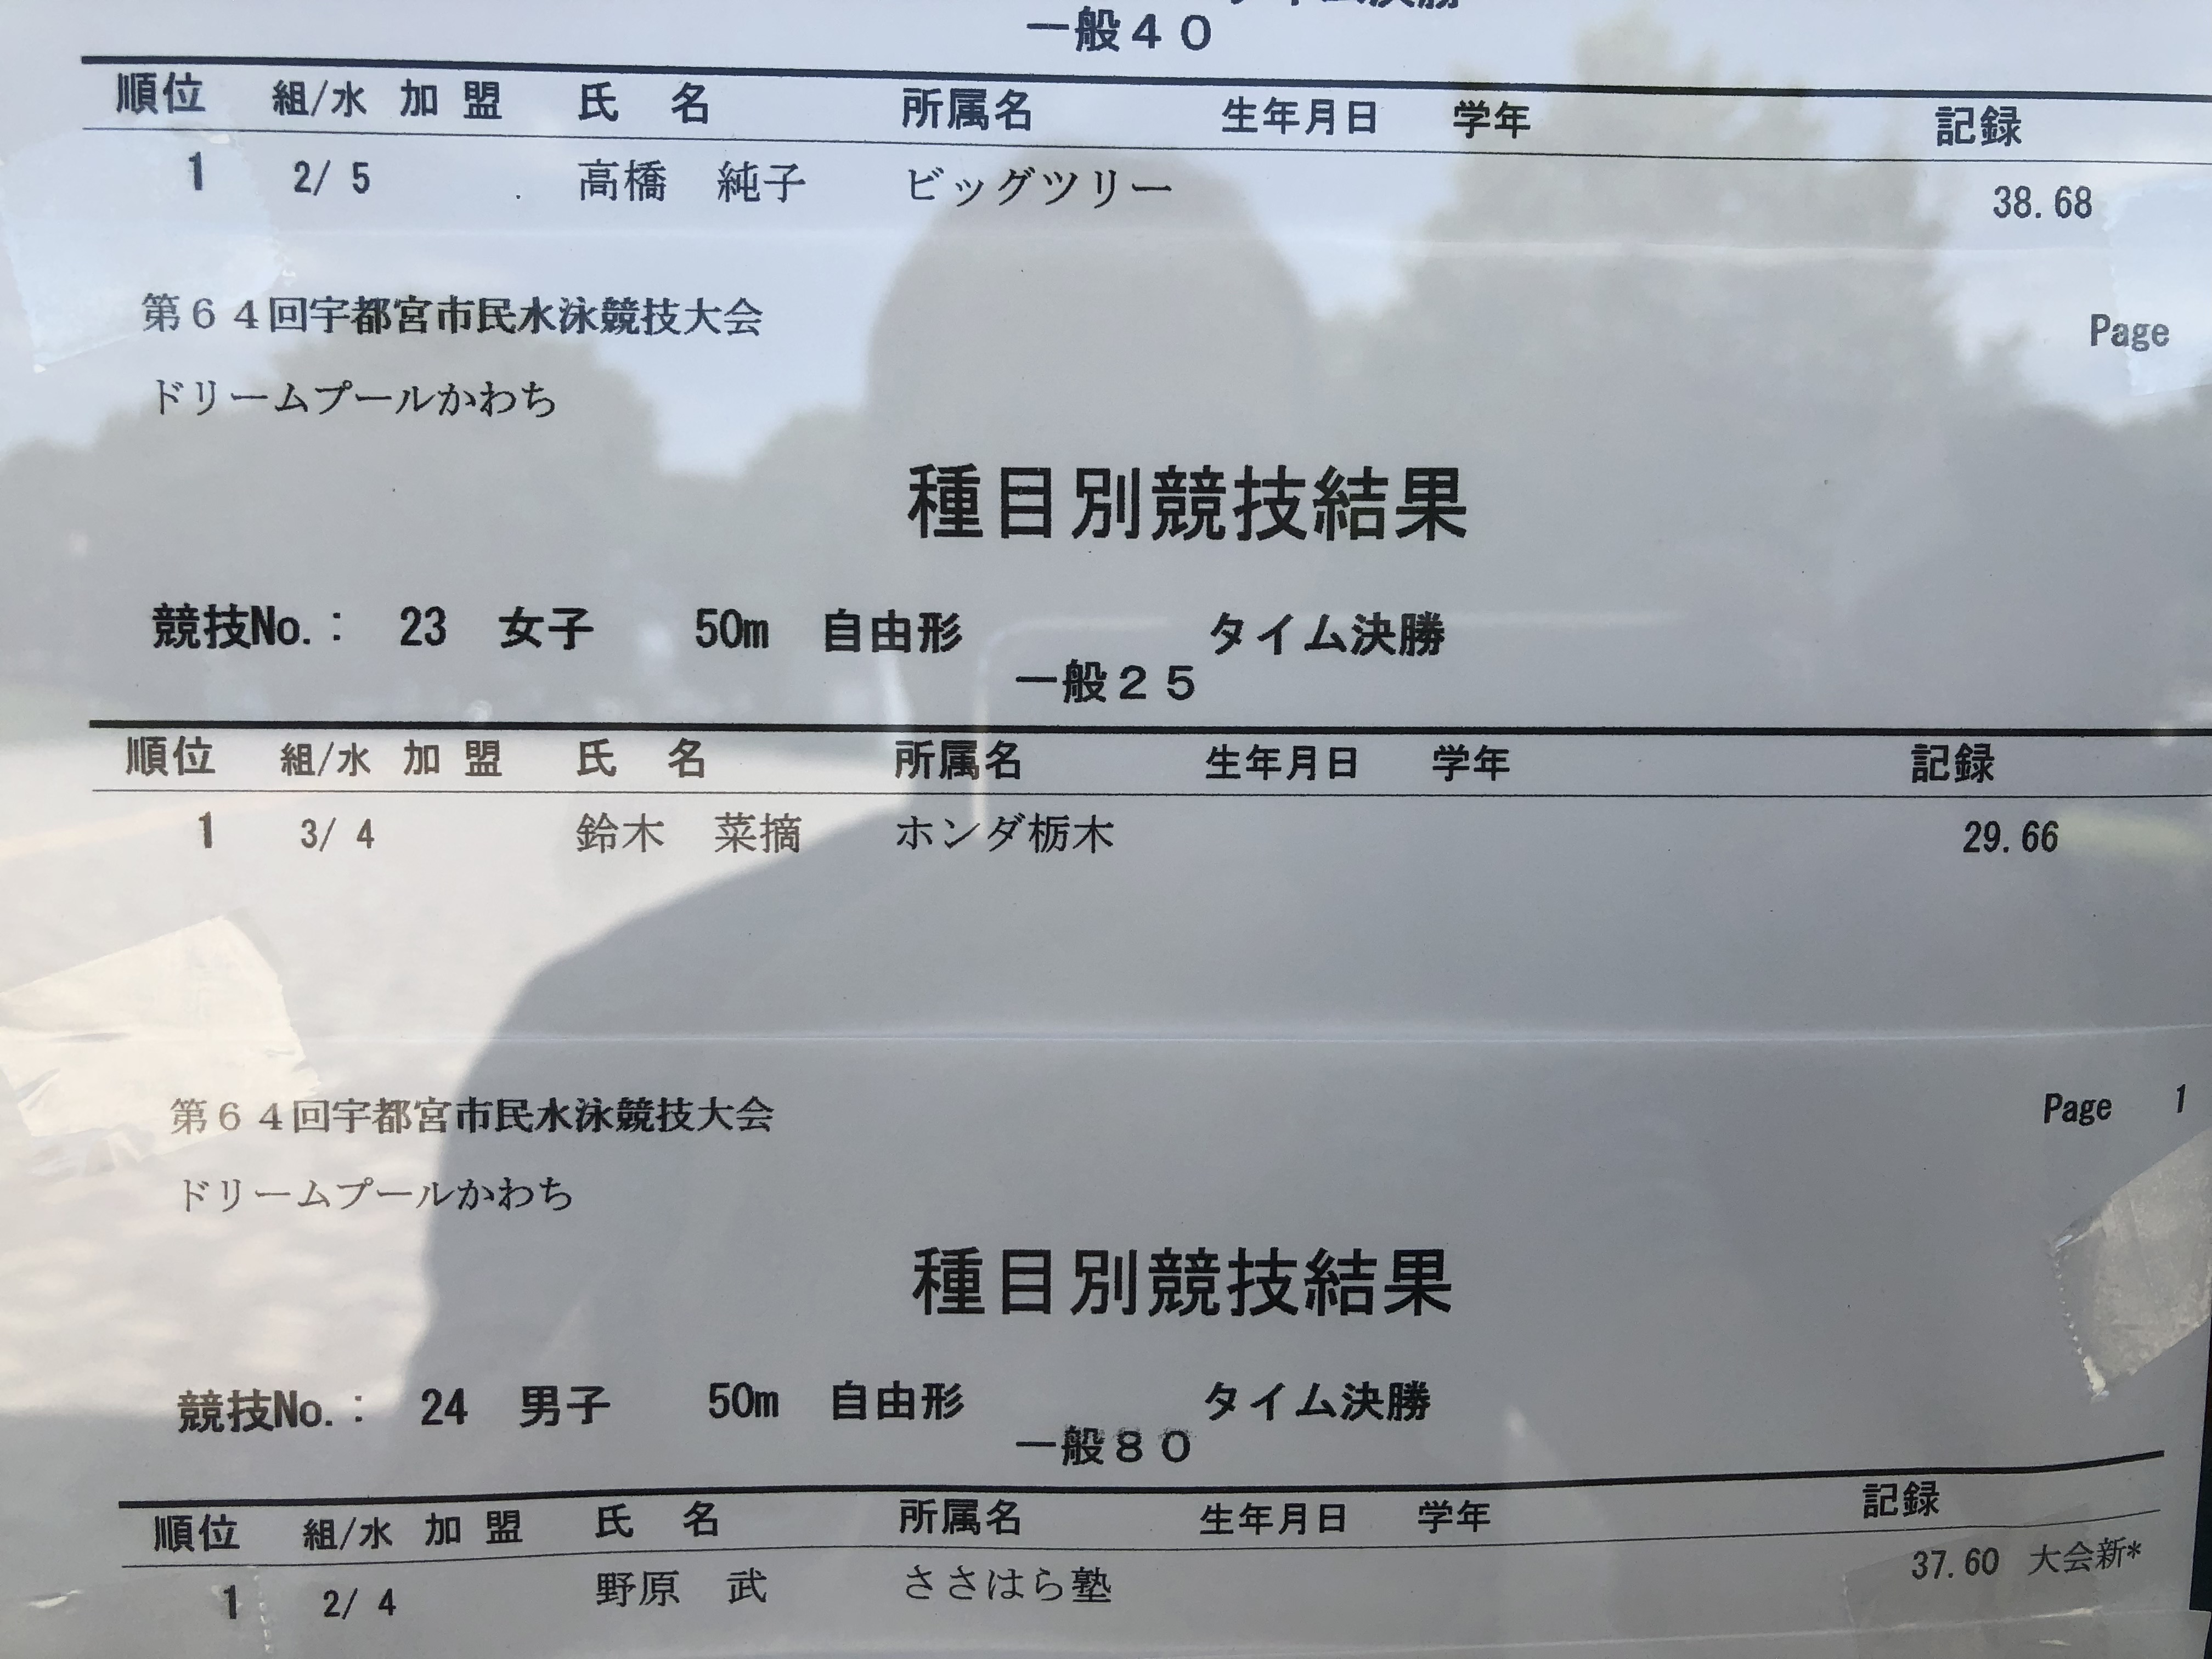 タイム決勝
一般４０
順位 組/水 加 盟 氏 名 所属名 生年月日 学年 記録
1 2/ 5 . 高橋 純子 ビッグツリー 38.68
第６４回宇都宮市民水泳競技大会 Page
ドリームプールかわち
種目別競技結果
競技No.： 23 女子 50m 自由形 タイム決勝
一般２５
順位 組/水 加 盟 氏 名 所属名 生年月日 学年 記録
1 3/ 4 鈴木 菜摘 ホンダ栃木 29.66
第６４回宇都宮市民水泳競技大会 Page 1
ドリームプールかわち
種目別競技結果
競技No.： 24 男子 50m 自由形 タイム決勝
一般８０
順位 組/水 加 盟 氏 名 所属名 生年月日 学年 記録
1 2/ 4 野原 武 ささはら塾 37.60 大会新*